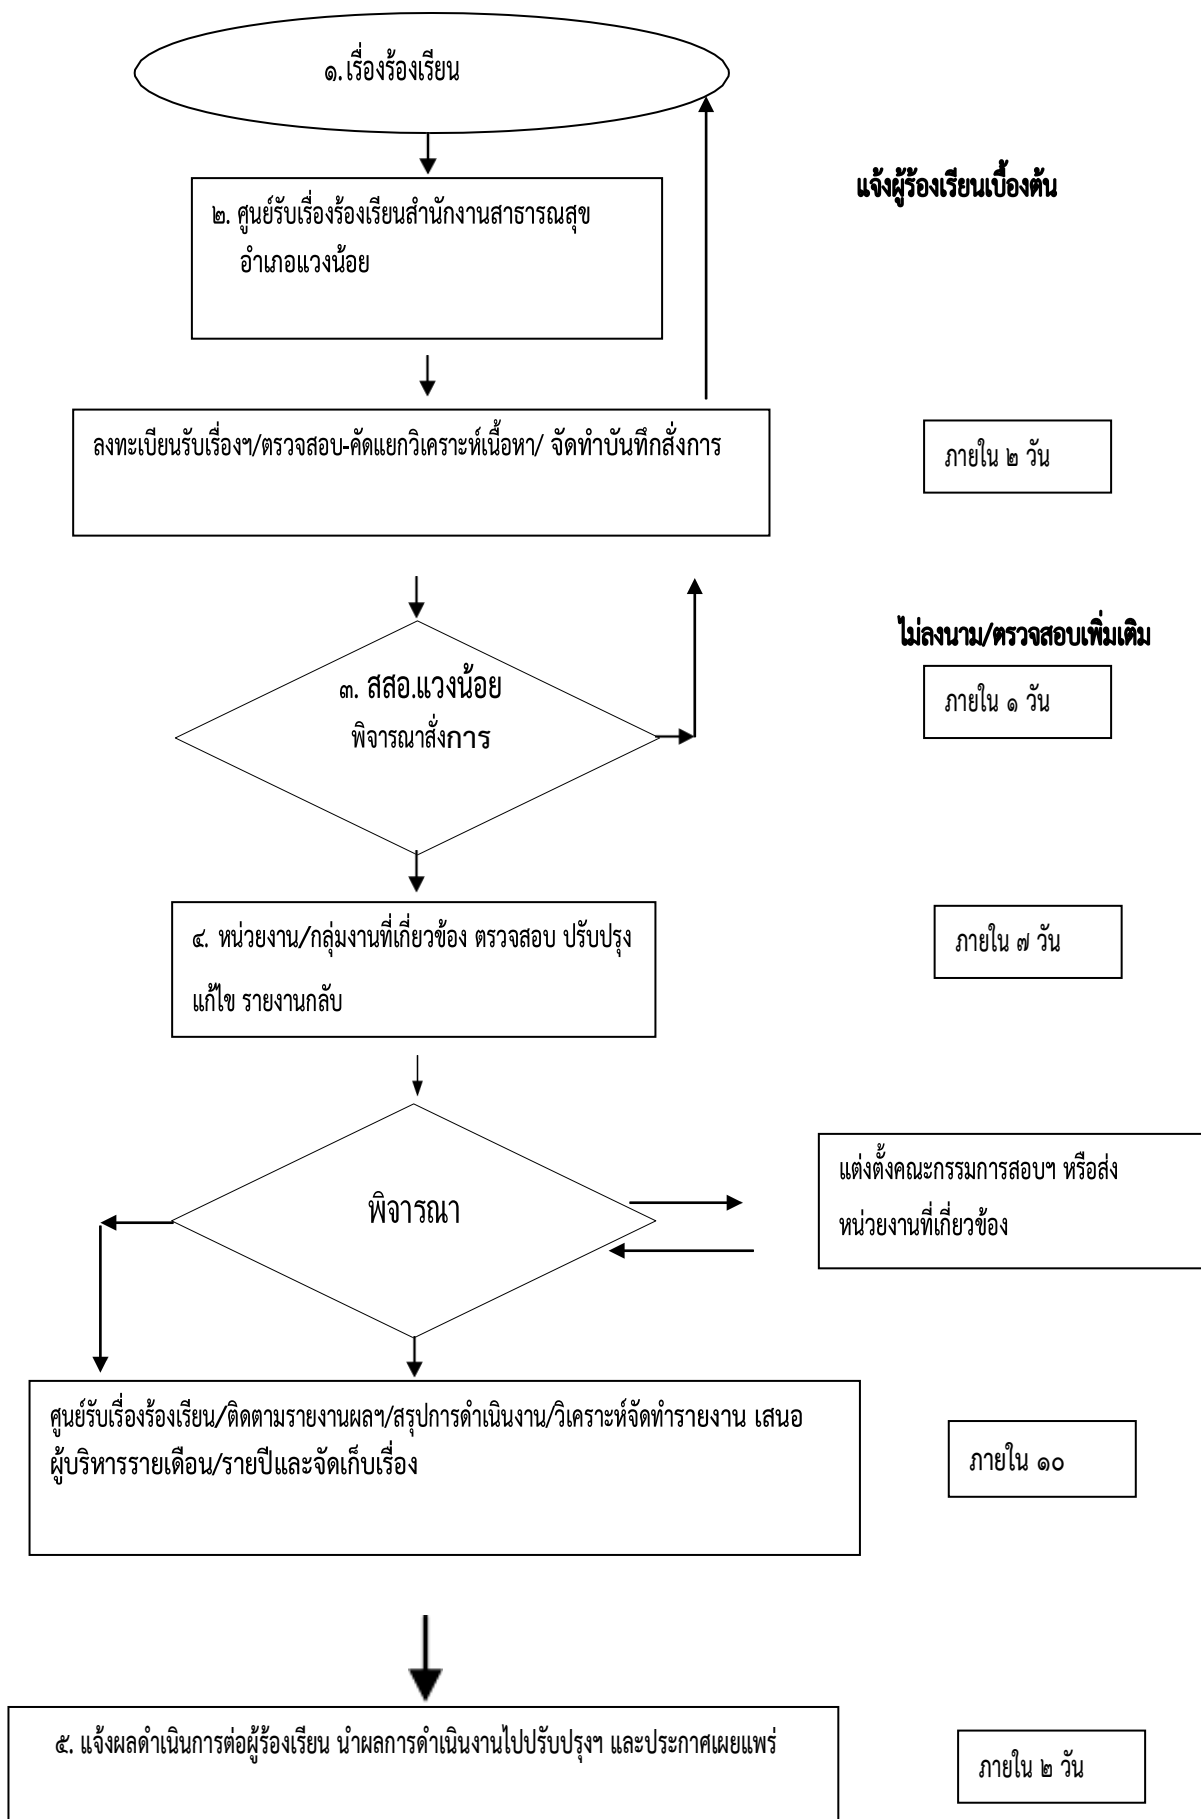 ๑. เรื่องร้องเรียน
แจ้งผู้ร้องเรียนเบื้องต้น
๒. ศูนย์รับเรื่องร้องเรียนสำนักงานสาธารณสุข
อำเภอแวงน้อย
ลงทะเบียนรับเรื่องฯ/ตรวจสอบ-คัดแยกวิเคราะห์เนื้อหา/ จัดทำบันทึกสั่งการ
ภายใน ๒ วัน
ไม่ลงนาม/ตรวจสอบเพิ่มเติม
๓. สสอ.แวงน้อย
พิจารณาสั่งการ
ภายใน ๑ วัน
๔. หน่วยงาน/กลุ่มงานที่เกี่ยวข้อง ตรวจสอบ ปรับปรุง
แก้ไข รายงานกลับ
ภายใน ๗ วัน
พิจารณา
แต่งตั้งคณะกรรมการสอบฯ หรือส่ง
หน่วยงานที่เกี่ยวข้อง
ศูนย์รับเรื่องร้องเรียน/ติดตามรายงานผลฯ/สรุปการดำเนินงาน/วิเคราะห์จัดทำรายงาน เสนอ
ผู้บริหารรายเดือน/รายปีและจัดเก็บเรื่อง
ภายใน ๑๐
๕. แจ้งผลดำเนินการต่อผู้ร้องเรียน นำผลการดำเนินงานไปปรับปรุงฯ และประกาศเผยแพร่
ภายใน ๒ วัน